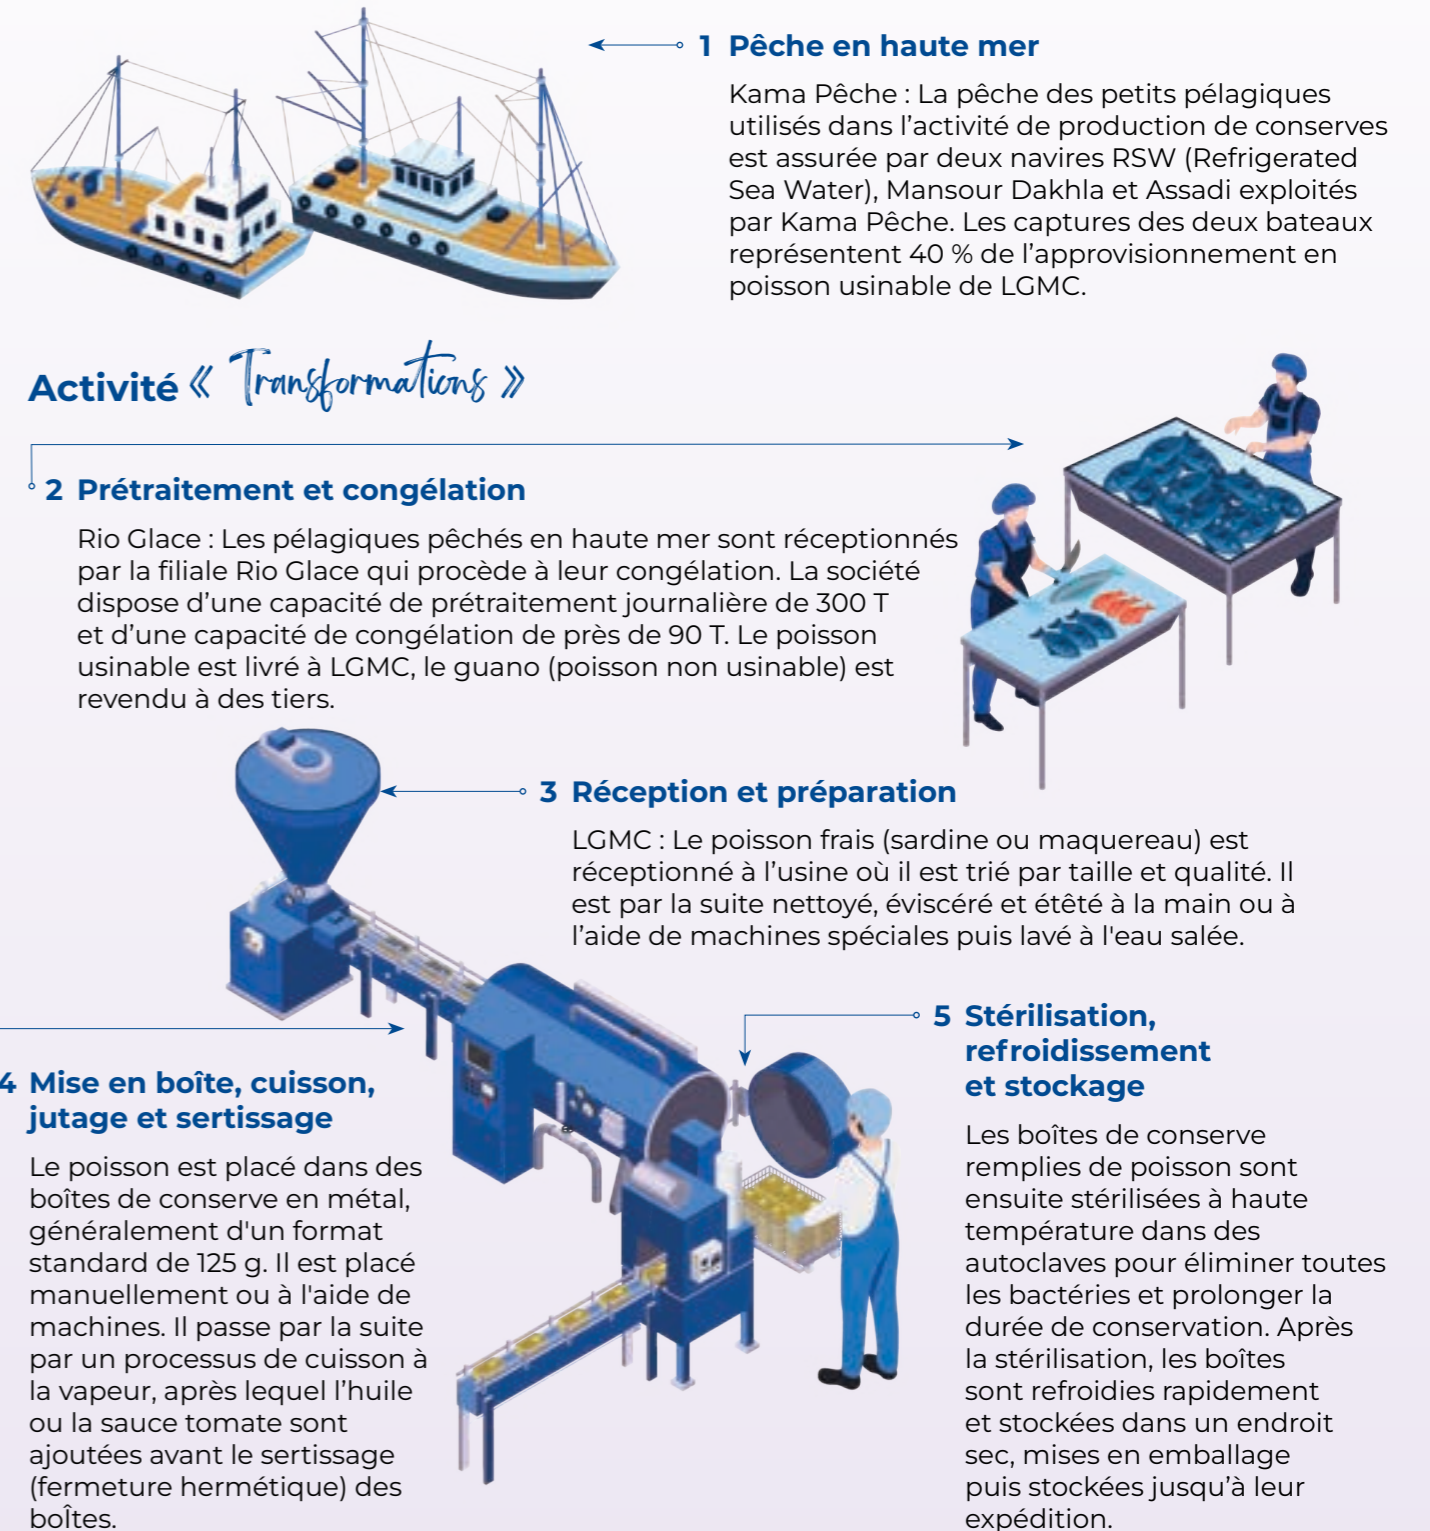 1 Pêche en haute mer
Kama Pêche : La pêche des petits pélagiques
utilisés dans l’activité de production de conserves
est assurée par deux navires RSW (Refrigerated
Sea Water), Mansour Dakhla et Assadi exploités
par Kama Pêche. Les captures des deux bateaux
représentent 40 % de l’approvisionnement en
poisson usinable de LGMC.
Activité « Transformations »
2 Prétraitement et congélation
Rio Glace : Les pélagiques pêchés en haute mer sont réceptionnés
par la filiale Rio Glace qui procède à leur congélation. La société
dispose d’une capacité de prétraitement journalière de 300 T
et d’une capacité de congélation de près de 90 T. Le poisson
usinable est livré à LGMC, le guano (poisson non usinable) est
revendu à des tiers.
3 Réception et préparation
LGMC : Le poisson frais (sardine ou maquereau) est
réceptionné à l’usine où il est trié par taille et qualité. Il
est par la suite nettoyé, éviscéré et étêté à la main ou à
l’aide de machines spéciales puis lavé à l'eau salée.
4 Mise en boîte, cuisson,
jutage et sertissage
Le poisson est placé dans des
boîtes de conserve en métal,
généralement d'un format
standard de 125 g. Il est placé
manuellement ou à l'aide de
machines. Il passe par la suite
par un processus de cuisson à
la vapeur, après lequel l’huile
ou la sauce tomate sont
ajoutées avant le sertissage
(fermeture hermétique) des
boÎtes.
5 Stérilisation,
refroidissement
et stockage
Les boîtes de conserve
remplies de poisson sont
ensuite stérilisées à haute
température dans des
autoclaves pour éliminer toutes
les bactéries et prolonger la
durée de conservation. Après
la stérilisation, les boîtes
sont refroidies rapidement
et stockées dans un endroit
sec, mises en emballage
puis stockées jusqu’à leur
expédition.